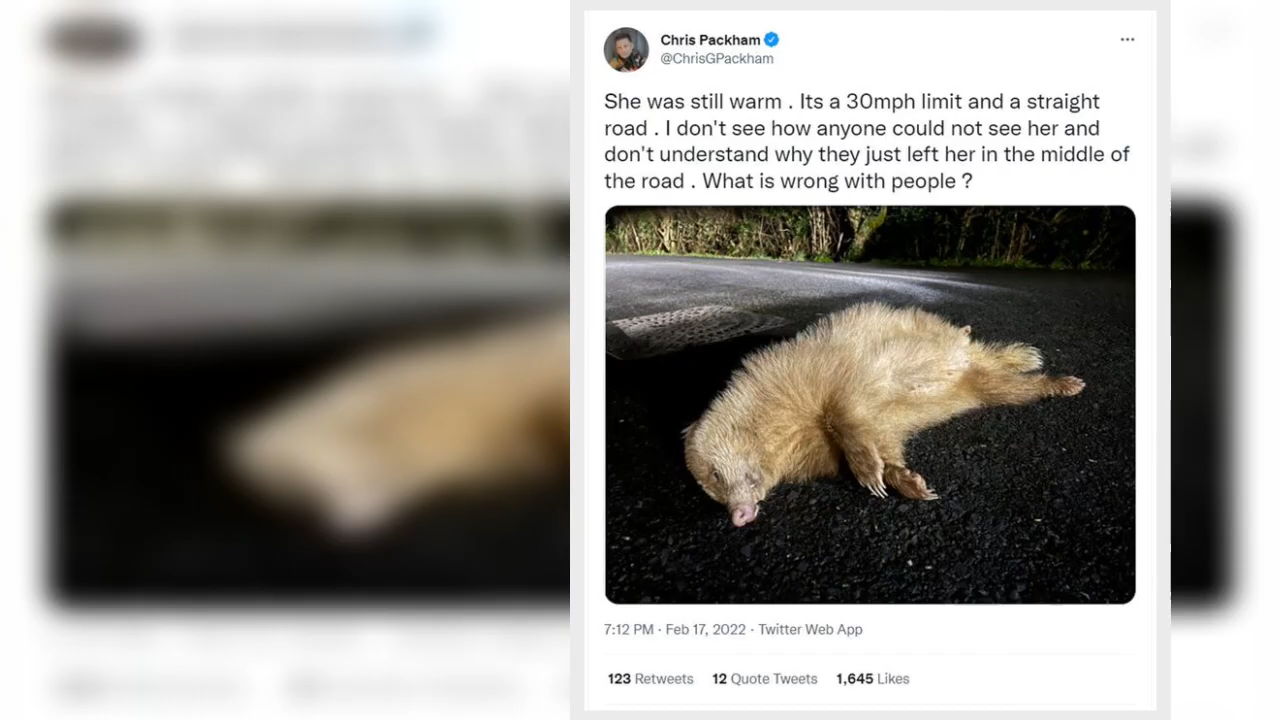 Chris Packham
@ChrisGPackham
She was still warm . Its a 30mph limit and a straight
road . I don't see how anyone could not see her and
don't understand why they just left her in the middle of
the road . What is wrong with people ?
7:12 PM · Feb 17, 2022 · Twitter Web App
123 Retweets 12 Quote Tweets 1,645 Likes